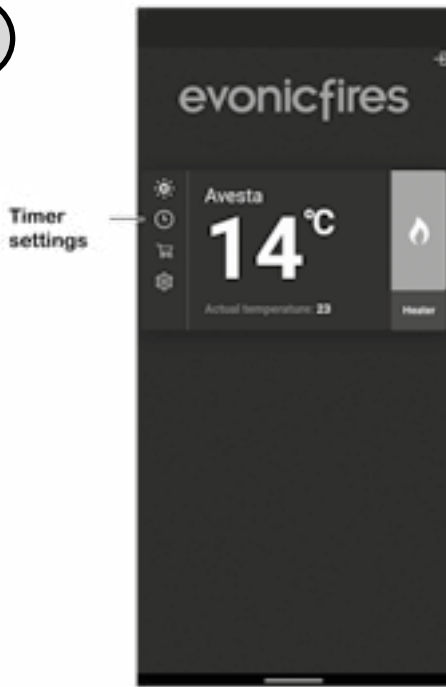 evonicfires
Timer
settings
Avesta
14°C
Actual temperature: 23
Heater